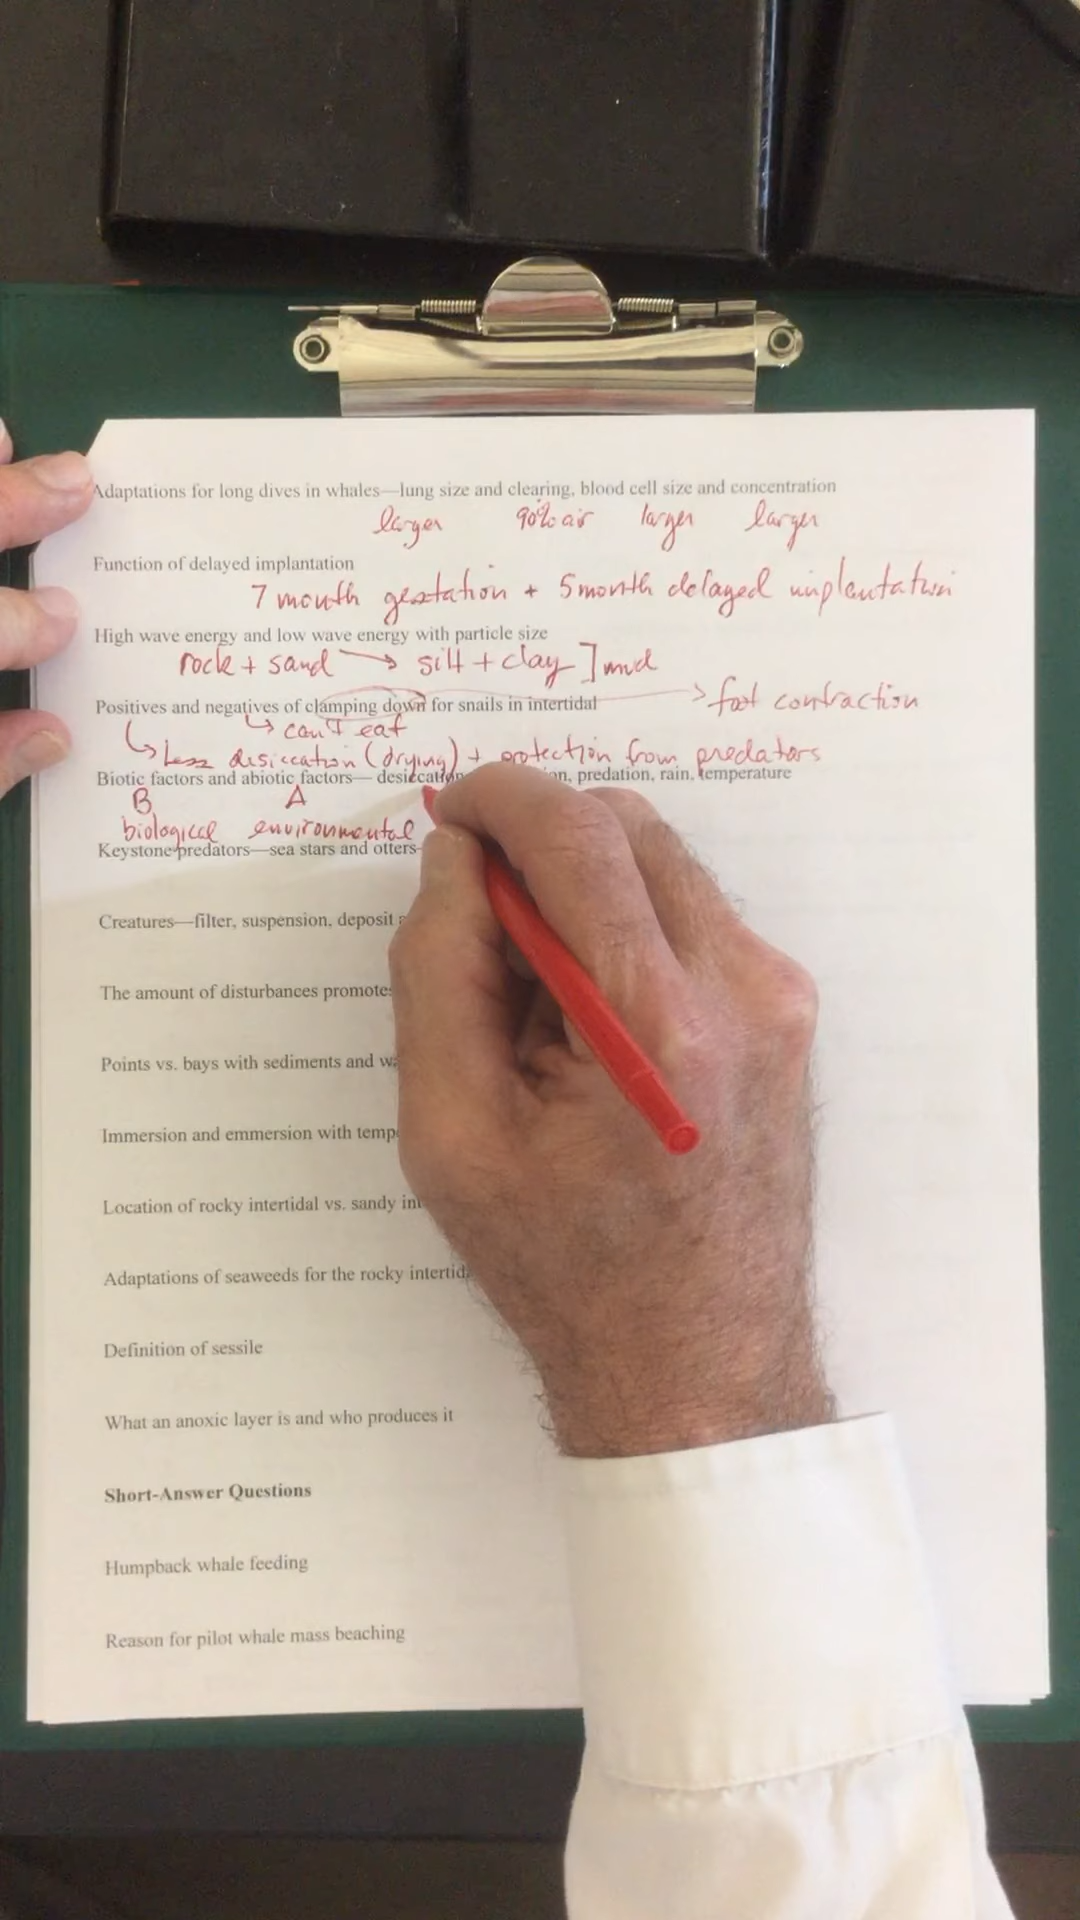 Adaptations for long dives in whales—lung size and clearing, blood cell size and concentration
larger 90% air larger larger
Function of delayed implantation
7 month gestation + 5 month delayed implantation
High wave energy and low wave energy with particle size
rock + sand → silt + clay ] mud
Positives and negatives of clamping down for snails in intertidal → foot contraction
↳ can't eat
↳ Less desiccation (drying) + protection from predators
Biotic factors and abiotic factors— predation, rain, temperature
B A
biological environmental
Keystone predators—sea stars and otters
Creatures—filter, suspension, deposit
The amount of disturbances
Points vs. bays with sediments and
Immersion and emmersion with
Location of rocky intertidal vs. sandy
Adaptations of seaweeds for the rocky
Definition of sessile
What an anoxic layer is and who produces it
Short-Answer Questions
Humpback whale feeding
Reason for pilot whale mass beaching